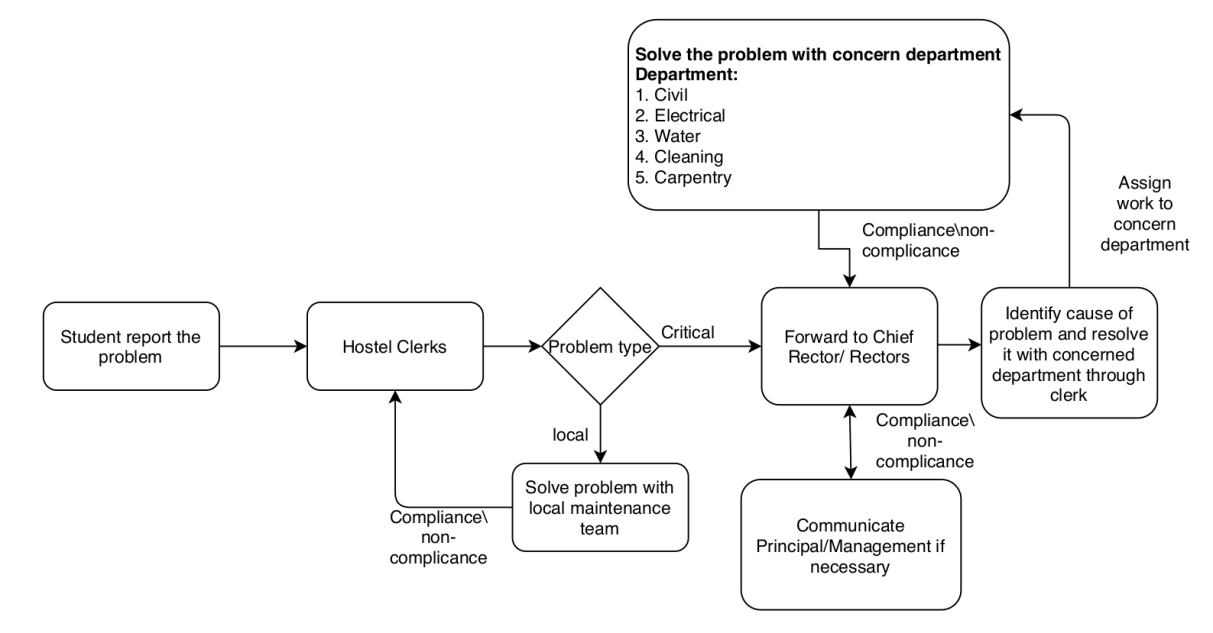 Solve the problem with concern department
Department:
1. Civil
2. Electrical
3. Water
4. Cleaning
5. Carpentry
Assign
work to
concern
department
Compliance\non-
complicance
Student report the
problem
Hostel Clerks
Problem type
Critical
Forward to Chief
Rector/ Rectors
Identify cause of
problem and resolve
it with concerned
department through
clerk
local
Compliance\
non-
complicance
Solve problem with
local maintenance
team
Compliance\
non-
complicance
Communicate
Principal/Management if
necessary